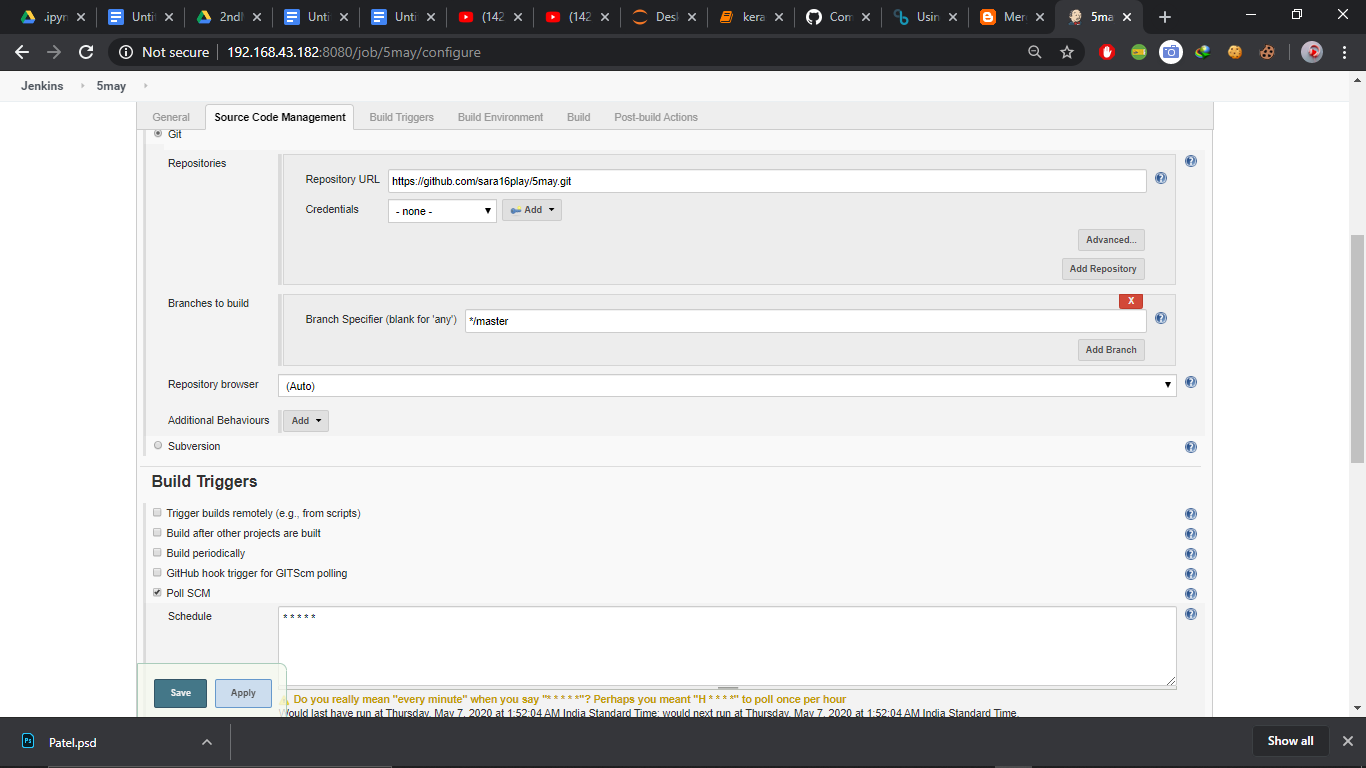 .ipyn
Unti
2ndl
Unti
Unti
(142
(142
Desl
kera
Com
Usin
Mer
5ma
Not secure
192.168.43.182:8080/job/5may/configure
Jenkins
5may
General
Source Code Management
Build Triggers
Build Environment
Build
Post-build Actions
Git
Repositories
Repository URL
https://github.com/sara16play/5may.git
Credentials
- none -
Add
Advanced...
Add Repository
Branches to build
X
Branch Specifier (blank for 'any')
*/master
Add Branch
Repository browser
(Auto)
Additional Behaviours
Add
Subversion
Build Triggers
Trigger builds remotely (e.g., from scripts)
Build after other projects are built
Build periodically
GitHub hook trigger for GITScm polling
Poll SCM
Schedule
* * * * *
Save
Apply
Do you really mean "every minute" when you say "* * * * *"? Perhaps you meant "H * * * *" to poll once per hour
Would last have run at Thursday, May 7, 2020 at 1:52:04 AM India Standard Time; would next run at Thursday, May 7, 2020 at 1:52:04 AM India Standard Time.
Ps
Patel.psd
Show all